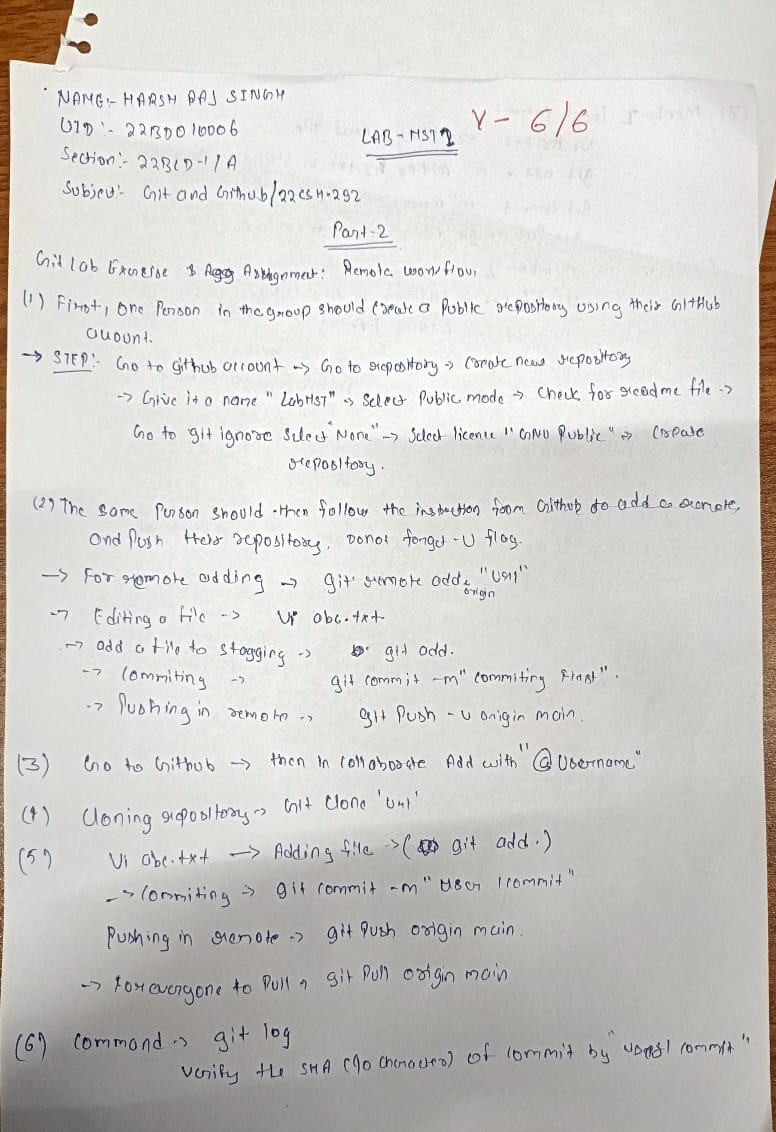 NAME:- HARSH RAJ SINGH
UID:- 22BDO10006
LAB-MST 2
Y- 6/6
Section:- 22BCD-1/A
Subject:- Git and Github/22CSH-292
Part-2
Git Lab Exercise & Assignment: Remote workflow
(1) First, one Person in the group should create a Public repository using their GitHub
account.
→ STEP:- Go to github account → Go to repository → Create new repository
→ Give it a name "LabMST" → Select Public mode → Check for readme file →
Go to git ignore Select "None" → Select licence "GNU Public" → Create
repository.
(2) The same Person should then follow the instruction from Github to add a remote,
and Push their repository. Do not forget -u flag.
→ For remote adding → git remote add origin "url"
→ Editing a file → vi abc.txt
→ add a file to stagging → git add.
→ Commiting → git commit -m "commiting first".
→ Pushing in remote → git Push -u origin main.
(3) Go to Github → then in collaborate Add with "@Username"
(4) Cloning repository → Git Clone 'url'
(5) Vi abc.txt → Adding file → (git add.)
→ Commiting → git commit -m "User 1 commit"
Pushing in remote → git Push origin main.
→ For everyone to Pull → git Pull origin main
(6) Command → git log
Verify the SHA (40 character) of commit by "user1 commit"